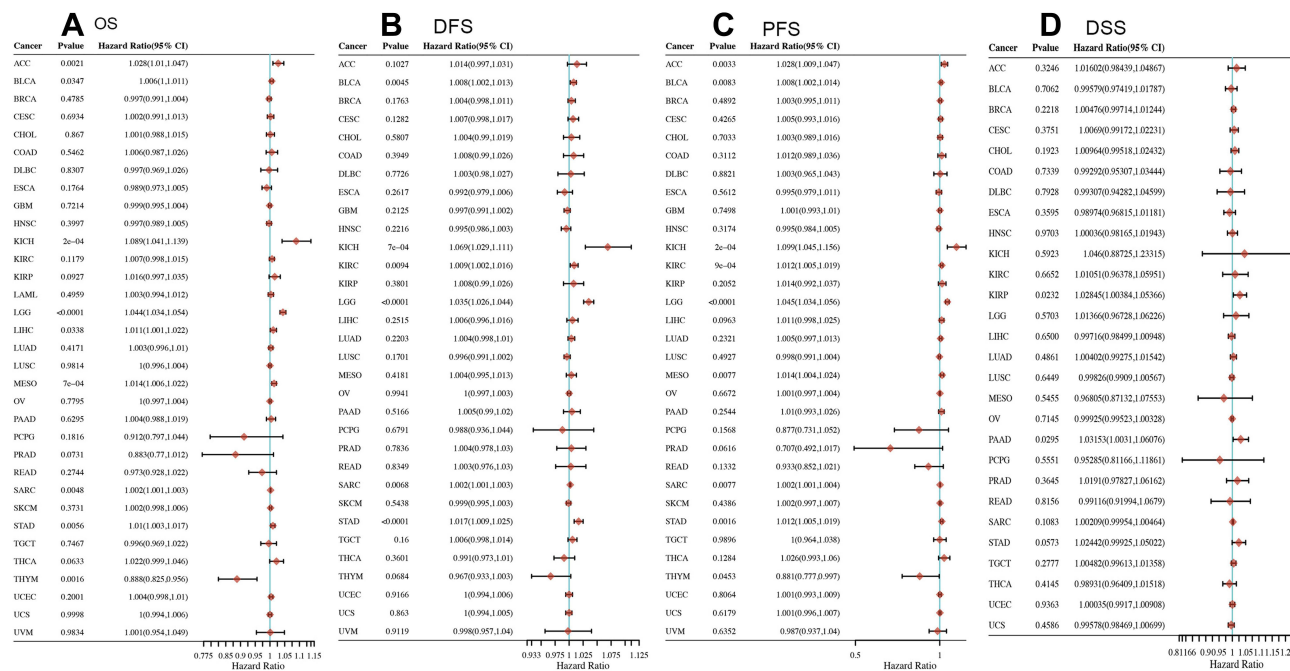 A OS
Cancer Pvalue Hazard Ratio(95% CI)
ACC 0.0021 1.028(1.01,1.047)
BLCA 0.0347 1.006(1,1.011)
BRCA 0.4785 0.997(0.991,1.004)
CESC 0.6934 1.002(0.991,1.013)
CHOL 0.867 1.001(0.988,1.015)
COAD 0.5462 1.006(0.987,1.026)
DLBC 0.8307 0.997(0.969,1.026)
ESCA 0.1764 0.989(0.973,1.005)
GBM 0.7214 0.999(0.995,1.004)
HNSC 0.3997 0.997(0.989,1.005)
KICH 2e−04 1.089(1.041,1.139)
KIRC 0.1179 1.007(0.998,1.015)
KIRP 0.0927 1.016(0.997,1.035)
LAML 0.4959 1.003(0.994,1.012)
LGG <0.0001 1.044(1.034,1.054)
LIHC 0.0338 1.011(1.001,1.022)
LUAD 0.4171 1.003(0.996,1.01)
LUSC 0.9814 1(0.996,1.004)
MESO 7e−04 1.014(1.006,1.022)
OV 0.7795 1(0.997,1.004)
PAAD 0.6295 1.004(0.988,1.019)
PCPG 0.1816 0.912(0.797,1.044)
PRAD 0.0731 0.883(0.77,1.012)
READ 0.2744 0.973(0.928,1.022)
SARC 0.0048 1.002(1.001,1.003)
SKCM 0.3731 1.002(0.998,1.006)
STAD 0.0056 1.01(1.003,1.017)
TGCT 0.7467 0.996(0.969,1.022)
THCA 0.0633 1.022(0.999,1.046)
THYM 0.0016 0.888(0.825,0.956)
UCEC 0.2001 1.004(0.998,1.01)
UCS 0.9998 1(0.994,1.006)
UVM 0.9834 1.001(0.954,1.049)
0.775 0.85 0.9 0.95 1 1.05 1.1 1.15
Hazard Ratio
B DFS
Cancer Pvalue Hazard Ratio(95% CI)
ACC 0.1027 1.014(0.997,1.031)
BLCA 0.0045 1.008(1.002,1.013)
BRCA 0.1763 1.004(0.998,1.011)
CESC 0.1282 1.007(0.998,1.017)
CHOL 0.5807 1.004(0.99,1.019)
COAD 0.3949 1.008(0.99,1.026)
DLBC 0.7726 1.003(0.98,1.027)
ESCA 0.2617 0.992(0.979,1.006)
GBM 0.2125 0.997(0.991,1.002)
HNSC 0.2216 0.995(0.986,1.003)
KICH 7e−04 1.069(1.029,1.111)
KIRC 0.0094 1.009(1.002,1.016)
KIRP 0.3801 1.008(0.99,1.026)
LGG <0.0001 1.035(1.026,1.044)
LIHC 0.2515 1.006(0.996,1.016)
LUAD 0.2203 1.004(0.998,1.01)
LUSC 0.1701 0.996(0.991,1.002)
MESO 0.4181 1.004(0.995,1.013)
OV 0.9941 1(0.997,1.003)
PAAD 0.5166 1.005(0.99,1.02)
PCPG 0.6791 0.988(0.936,1.044)
PRAD 0.7836 1.004(0.978,1.03)
READ 0.8349 1.003(0.976,1.03)
SARC 0.0068 1.002(1.001,1.003)
SKCM 0.5438 0.999(0.995,1.003)
STAD <0.0001 1.017(1.009,1.025)
TGCT 0.16 1.006(0.998,1.014)
THCA 0.3601 0.991(0.973,1.01)
THYM 0.0684 0.967(0.933,1.003)
UCEC 0.9166 1(0.994,1.006)
UCS 0.863 1(0.994,1.005)
UVM 0.9119 0.998(0.957,1.04)
0.933 0.975 1.025 1.075 1.125
Hazard Ratio
C PFS
Cancer Pvalue Hazard Ratio(95% CI)
ACC 0.0033 1.028(1.009,1.047)
BLCA 0.0083 1.008(1.002,1.014)
BRCA 0.4892 1.003(0.995,1.011)
CESC 0.4265 1.005(0.993,1.016)
CHOL 0.7033 1.003(0.989,1.016)
COAD 0.3112 1.012(0.989,1.036)
DLBC 0.8821 1.003(0.965,1.043)
ESCA 0.5612 0.995(0.979,1.011)
GBM 0.7498 1.001(0.993,1.01)
HNSC 0.3174 0.995(0.984,1.005)
KICH 2e−04 1.099(1.045,1.156)
KIRC 9e−04 1.012(1.005,1.019)
KIRP 0.2052 1.014(0.992,1.037)
LGG <0.0001 1.045(1.034,1.056)
LIHC 0.0963 1.011(0.998,1.025)
LUAD 0.2321 1.005(0.997,1.013)
LUSC 0.4927 0.998(0.991,1.004)
MESO 0.0077 1.014(1.004,1.024)
OV 0.6672 1.001(0.997,1.004)
PAAD 0.2544 1.01(0.993,1.026)
PCPG 0.1568 0.877(0.731,1.052)
PRAD 0.0616 0.707(0.492,1.017)
READ 0.1332 0.933(0.852,1.021)
SARC 0.0077 1.002(1.001,1.004)
SKCM 0.4386 1.002(0.997,1.007)
STAD 0.0016 1.012(1.005,1.019)
TGCT 0.9896 1(0.964,1.038)
THCA 0.1284 1.026(0.993,1.06)
THYM 0.0453 0.881(0.777,0.997)
UCEC 0.8064 1.001(0.993,1.009)
UCS 0.6179 1.001(0.996,1.007)
UVM 0.6352 0.987(0.937,1.04)
0.5 1
Hazard Ratio
D DSS
Cancer Pvalue Hazard Ratio(95% CI)
ACC 0.3246 1.01602(0.98439,1.04867)
BLCA 0.7062 0.99579(0.97419,1.01787)
BRCA 0.2218 1.00476(0.99714,1.01244)
CESC 0.3751 1.0069(0.99172,1.02231)
CHOL 0.1923 1.00964(0.99518,1.02432)
COAD 0.7339 0.99292(0.95307,1.03444)
DLBC 0.7928 0.99307(0.94282,1.04599)
ESCA 0.3595 0.98974(0.96815,1.01181)
HNSC 0.9703 1.00036(0.98165,1.01943)
KICH 0.5923 1.046(0.88725,1.23315)
KIRC 0.6652 1.01051(0.96378,1.05951)
KIRP 0.0232 1.02845(1.00384,1.05366)
LGG 0.5703 1.01366(0.96728,1.06226)
LIHC 0.6500 0.99716(0.98499,1.00948)
LUAD 0.4861 1.00402(0.99275,1.01542)
LUSC 0.6449 0.99826(0.9909,1.00567)
MESO 0.5455 0.96805(0.87132,1.07553)
OV 0.7145 0.99925(0.99523,1.00328)
PAAD 0.0295 1.03153(1.0031,1.06076)
PCPG 0.5551 0.95285(0.81166,1.11861)
PRAD 0.3645 1.0191(0.97827,1.06162)
READ 0.8156 0.99116(0.91994,1.0679)
SARC 0.1083 1.00209(0.99954,1.00464)
STAD 0.0573 1.02442(0.99925,1.05022)
TGCT 0.2777 1.00482(0.99613,1.01358)
THCA 0.4145 0.98931(0.96409,1.01518)
UCEC 0.9363 1.00035(0.9917,1.00908)
UCS 0.4586 0.99578(0.98469,1.00699)
0.81166 0.9 0.95 1 1.05 1.1 1.15
Hazard Ratio